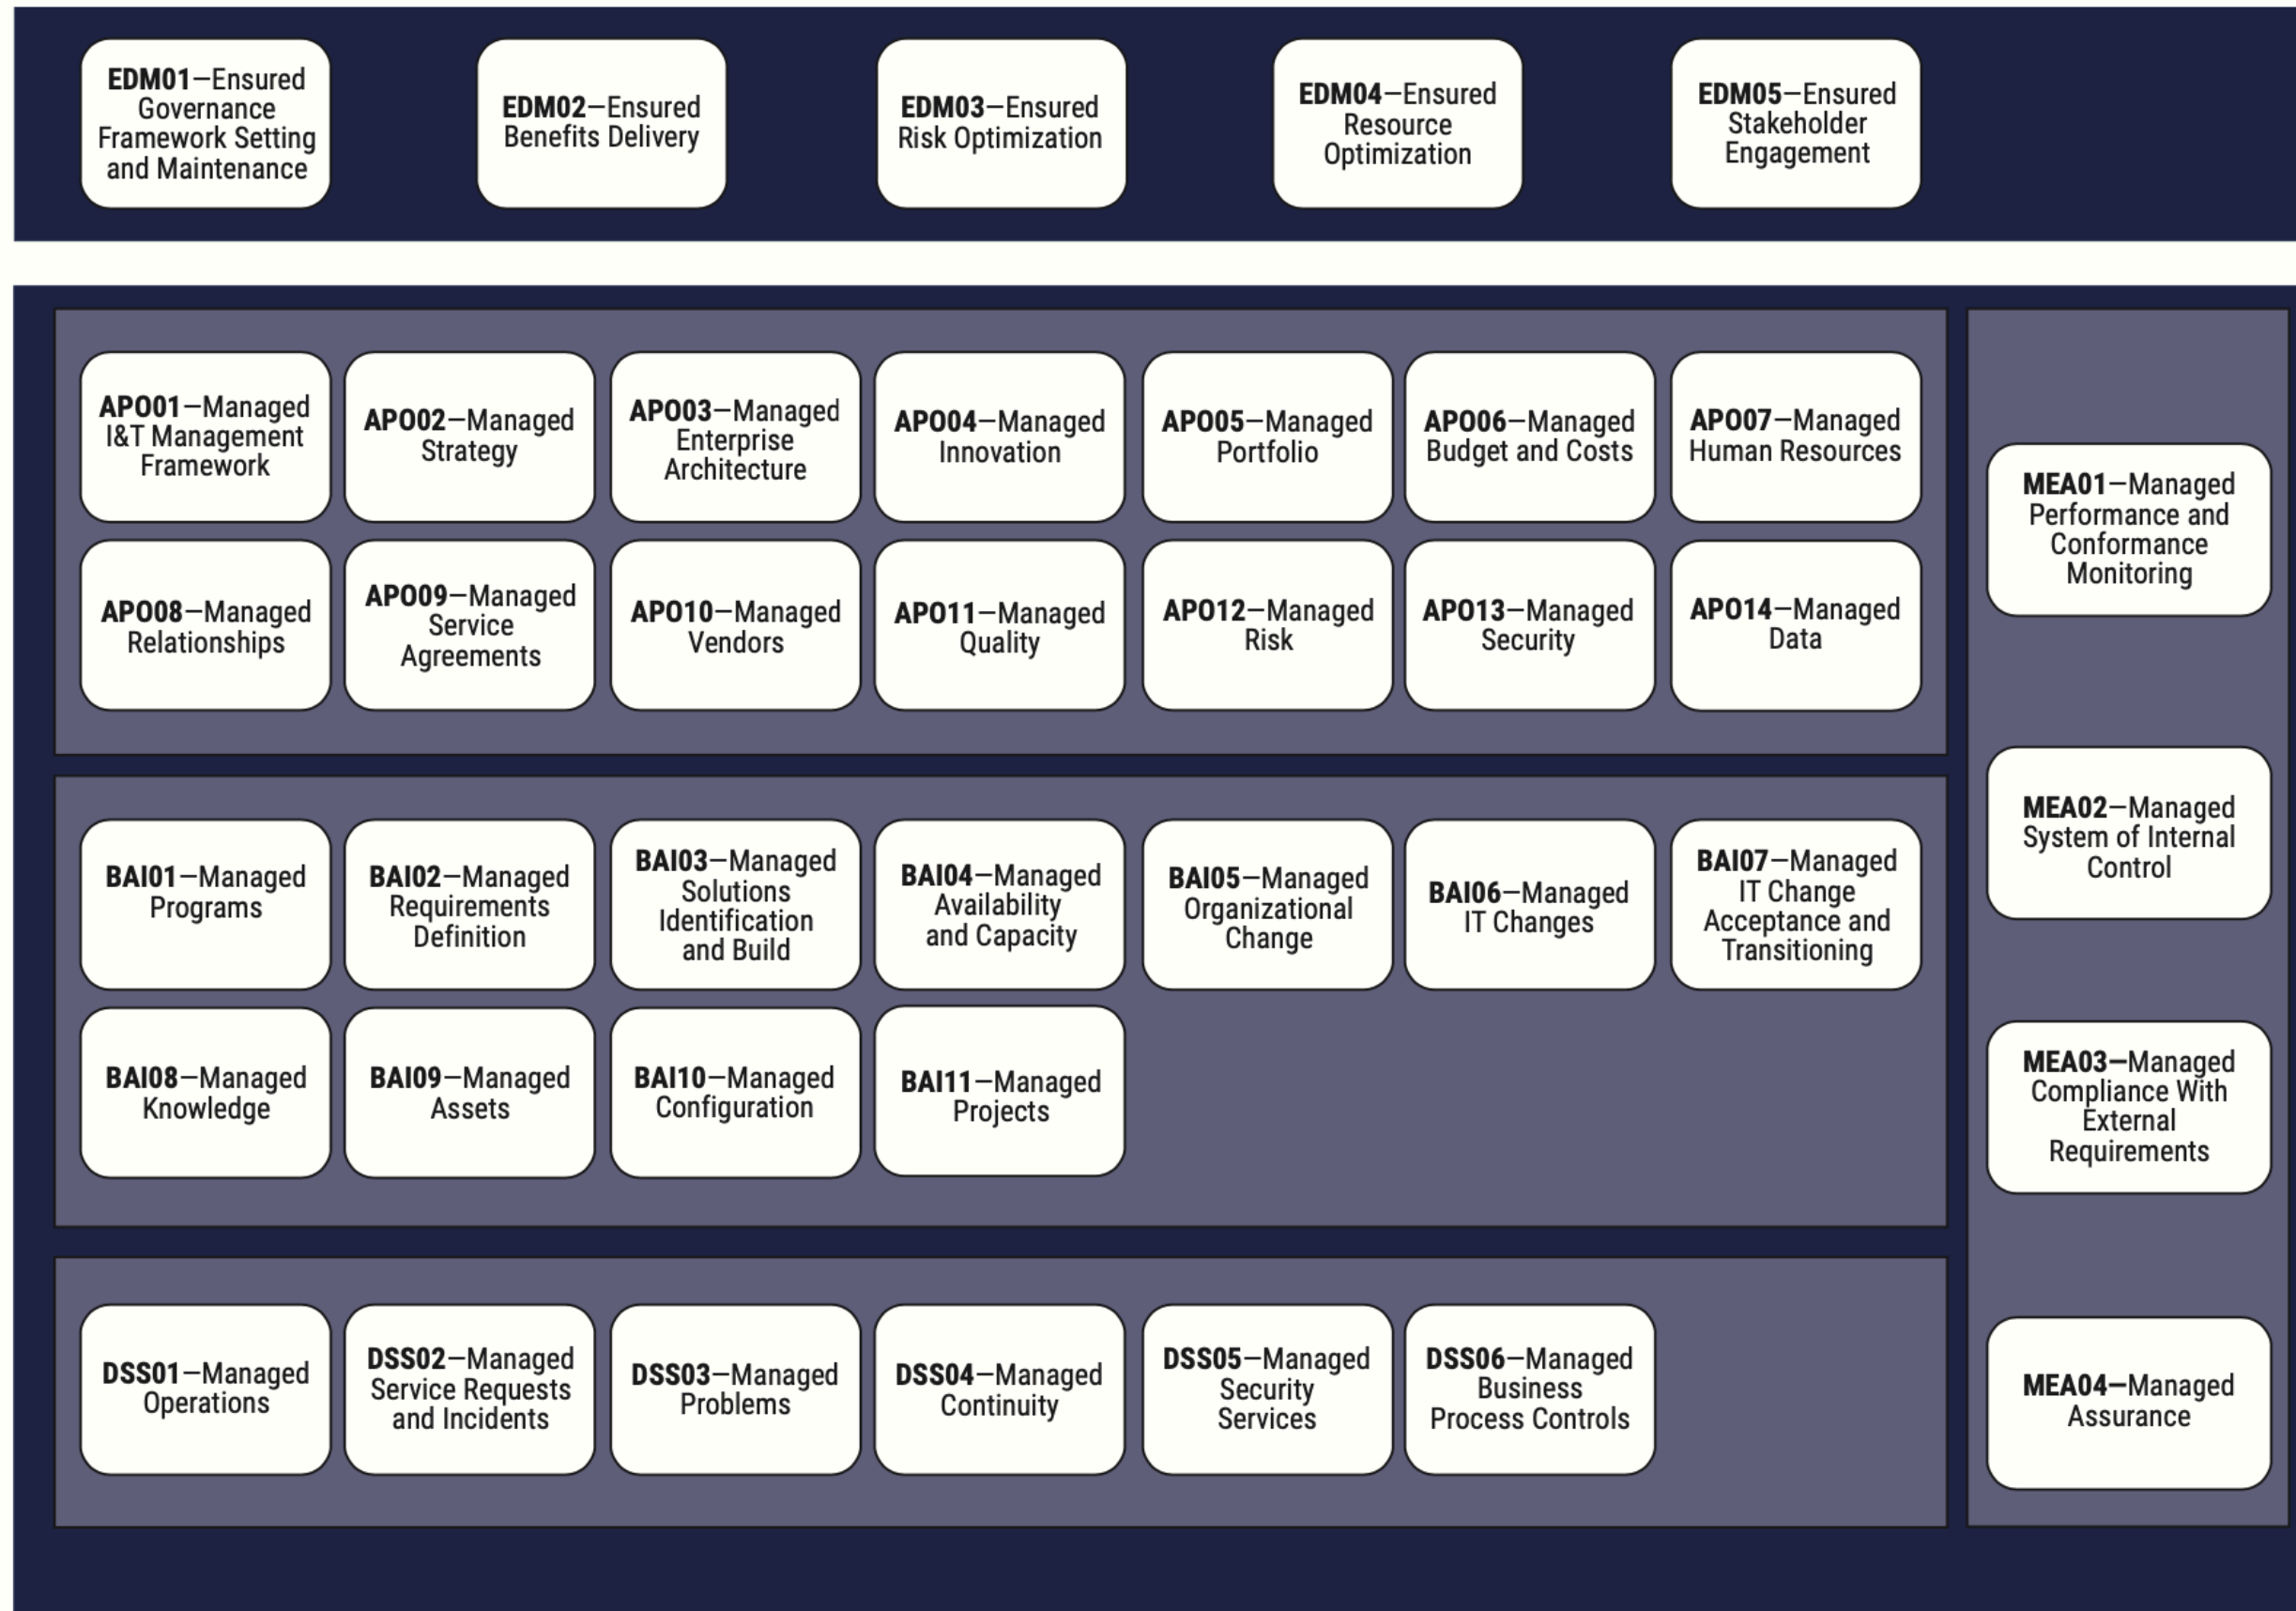 EDM01—Ensured
Governance
Framework Setting
and Maintenance
EDM02—Ensured
Benefits Delivery
EDM03—Ensured
Risk Optimization
EDM04—Ensured
Resource
Optimization
EDM05—Ensured
Stakeholder
Engagement
APO01—Managed
I&T Management
Framework
APO02—Managed
Strategy
APO03—Managed
Enterprise
Architecture
APO04—Managed
Innovation
APO05—Managed
Portfolio
APO06—Managed
Budget and Costs
APO07—Managed
Human Resources
APO08—Managed
Relationships
APO09—Managed
Service
Agreements
APO10—Managed
Vendors
APO11—Managed
Quality
APO12—Managed
Risk
APO13—Managed
Security
APO14—Managed
Data
BAI01—Managed
Programs
BAI02—Managed
Requirements
Definition
BAI03—Managed
Solutions
Identification
and Build
BAI04—Managed
Availability
and Capacity
BAI05—Managed
Organizational
Change
BAI06—Managed
IT Changes
BAI07—Managed
IT Change
Acceptance and
Transitioning
BAI08—Managed
Knowledge
BAI09—Managed
Assets
BAI10—Managed
Configuration
BAI11—Managed
Projects
DSS01—Managed
Operations
DSS02—Managed
Service Requests
and Incidents
DSS03—Managed
Problems
DSS04—Managed
Continuity
DSS05—Managed
Security
Services
DSS06—Managed
Business
Process Controls
MEA01—Managed
Performance and
Conformance
Monitoring
MEA02—Managed
System of Internal
Control
MEA03—Managed
Compliance With
External
Requirements
MEA04—Managed
Assurance